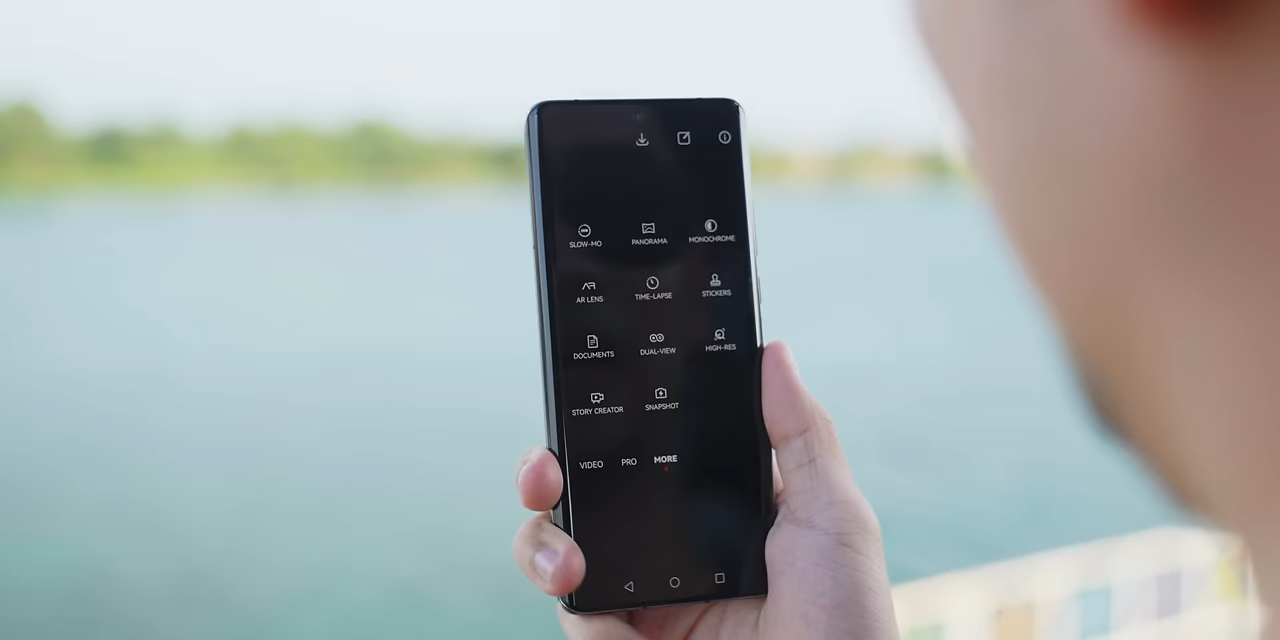 SLOW-MO PANORAMA MONOCHROME
AR LENS TIME-LAPSE STICKERS
DOCUMENTS DUAL-VIEW HIGH-RES
STORY CREATOR SNAPSHOT
VIDEO PRO MORE